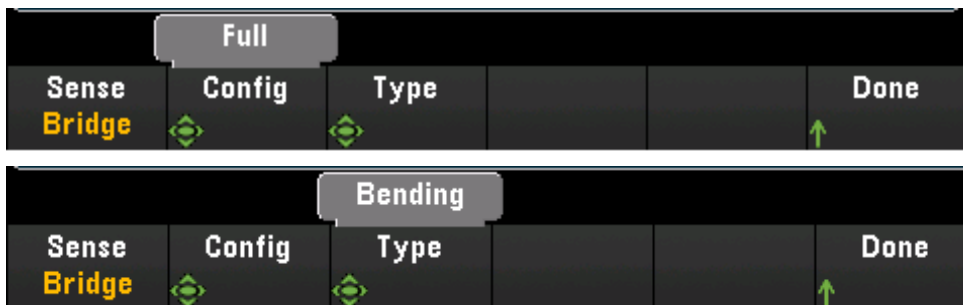 Full
Sense Config Type Done
Bridge
Bending
Sense Config Type Done
Bridge